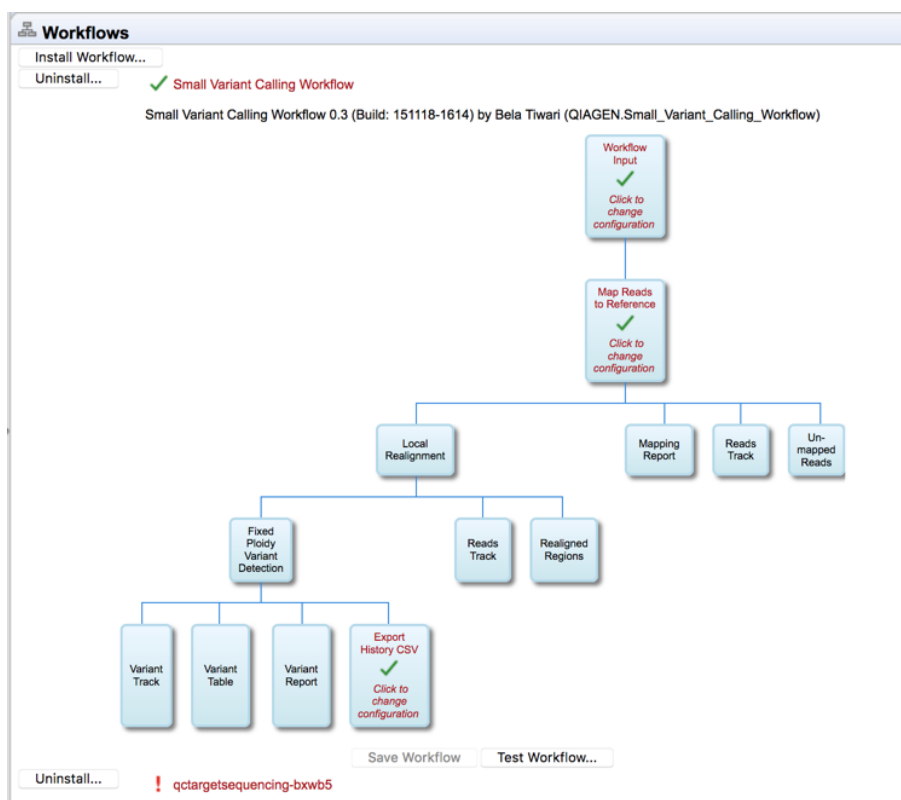 Workflows
Install Workflow...
Uninstall...
Small Variant Calling Workflow
Small Variant Calling Workflow 0.3 (Build: 151118-1614) by Bela Tiwari (QIAGEN.Small_Variant_Calling_Workflow)
Workflow
Input
Click to
change
configuration
Map Reads
to Reference
Click to
change
configuration
Local
Realignment
Mapping
Report
Reads
Track
Un-
mapped
Reads
Fixed
Ploidy
Variant
Detection
Reads
Track
Realigned
Regions
Variant
Track
Variant
Table
Variant
Report
Export
History CSV
Click to
change
configuration
Save Workflow
Test Workflow...
Uninstall...
qctargetsequencing-bxwb5